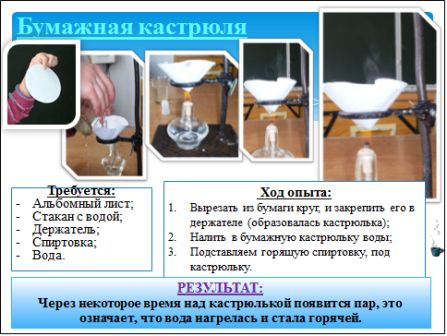 Бумажная кастрюля
Требуется:
- Альбомный лист;
- Стакан с водой;
- Держатель;
- Спиртовка;
- Вода.
Ход опыта:
1. Вырезать из бумаги круг, и закрепить его в
держателе (образовалась кастрюлька);
2. Налить в бумажную кастрюльку воды;
3. Подставляем горящую спиртовку, под
кастрюльку.
РЕЗУЛЬТАТ:
Через некоторое время над кастрюлькой появится пар, это
означает, что вода нагрелась и стала горячей.